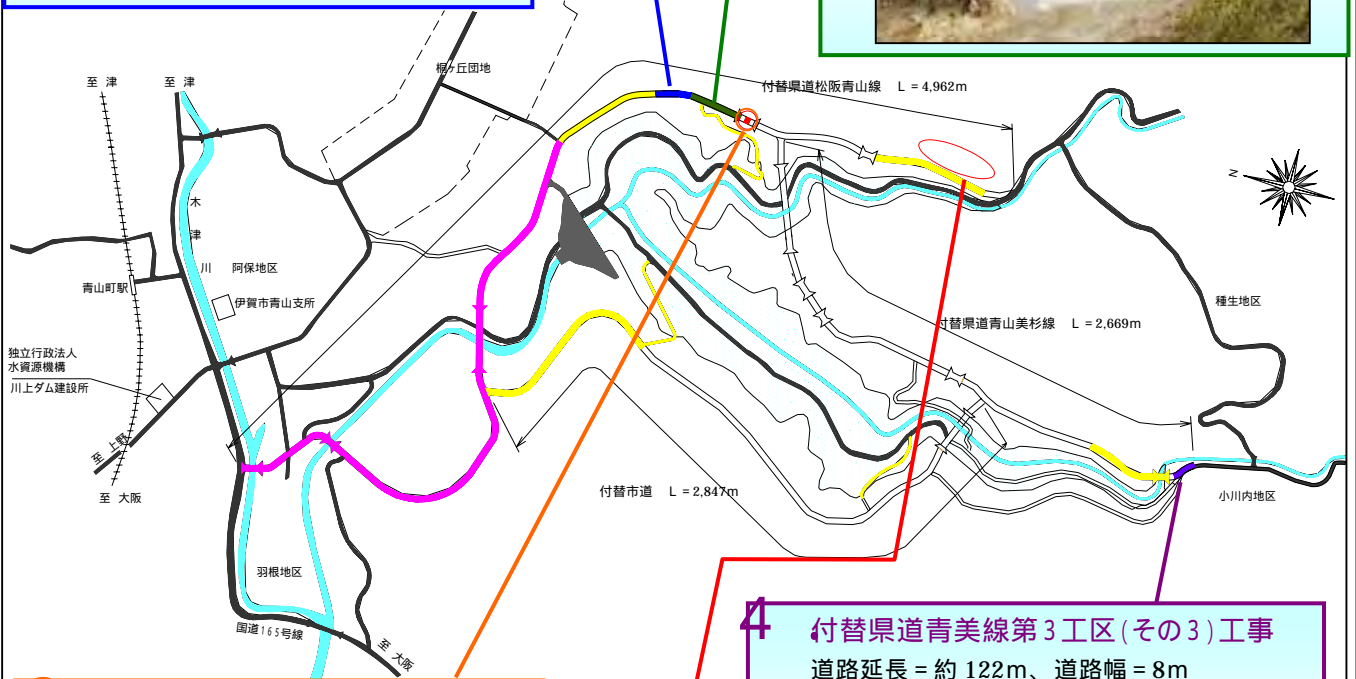 至 津
至 津
桐ヶ丘団地
付替県道松阪青山線 L = 4,962m
N
木津川
阿保地区
青山町駅
伊賀市青山支所
種生地区
付替県道青山美杉線 L = 2,669m
独立行政法人
水資源機構
川上ダム建設所
至 上野
至 大阪
付替市道 L = 2,847m
小川内地区
羽根地区
国道165号線
至 大阪
4 付替県道青美線第3工区(その3)工事
道路延長 = 約 122m、道路幅 = 8m